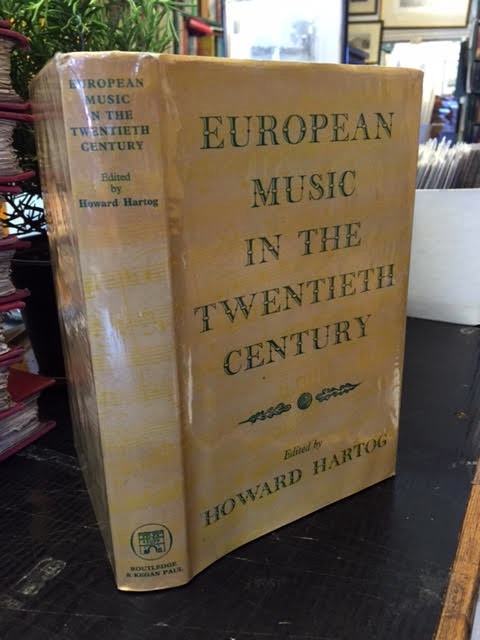 EUROPEAN
MUSIC
IN THE
TWENTIETH
CENTURY
Edited
by
Howard Hartog
ROUTLEDGE
& KEGAN PAUL
EUROPEAN
MUSIC
IN THE
TWENTIETH
CENTURY
Edited by
HOWARD HARTOG